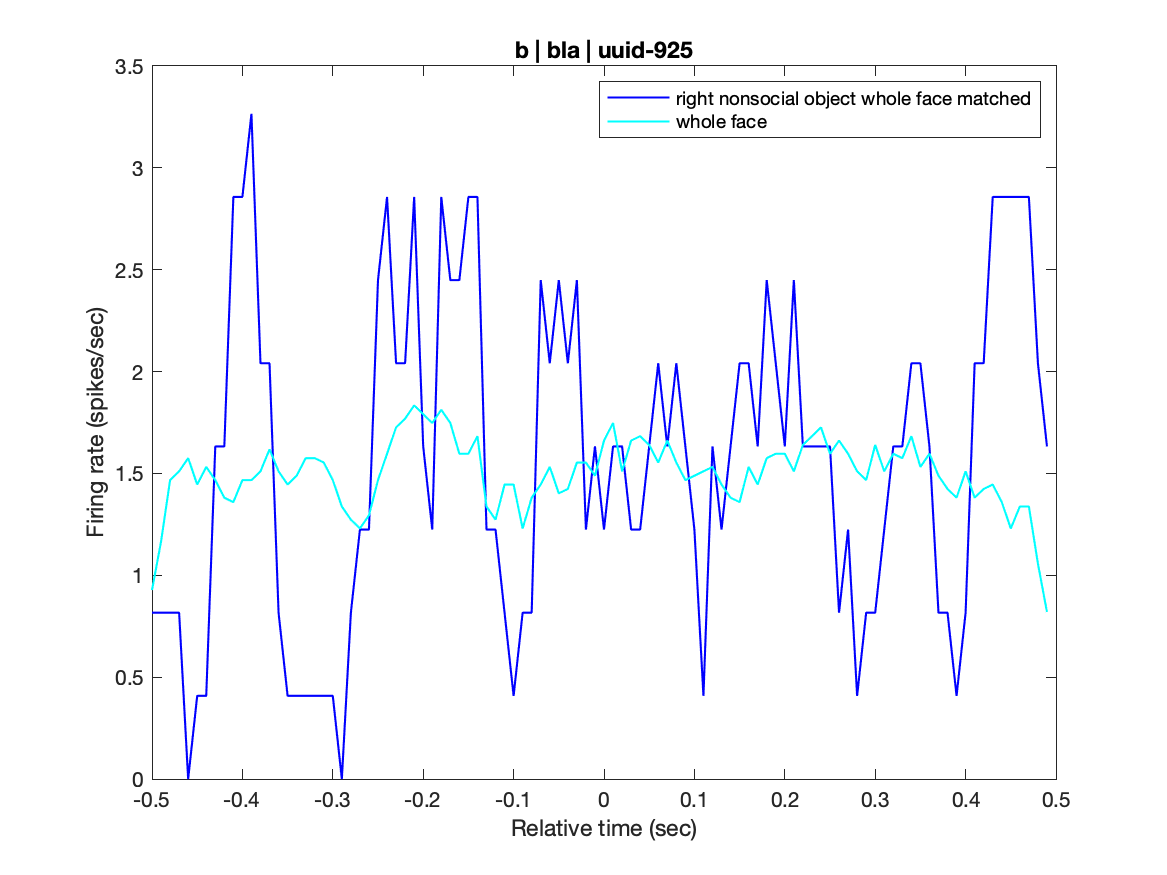 b | bla | uuid-925
right nonsocial object whole face matched
whole face
Firing rate (spikes/sec)
3.5
3
2.5
2
1.5
1
0.5
0
-0.5 -0.4 -0.3 -0.2 -0.1 0 0.1 0.2 0.3 0.4 0.5
Relative time (sec)